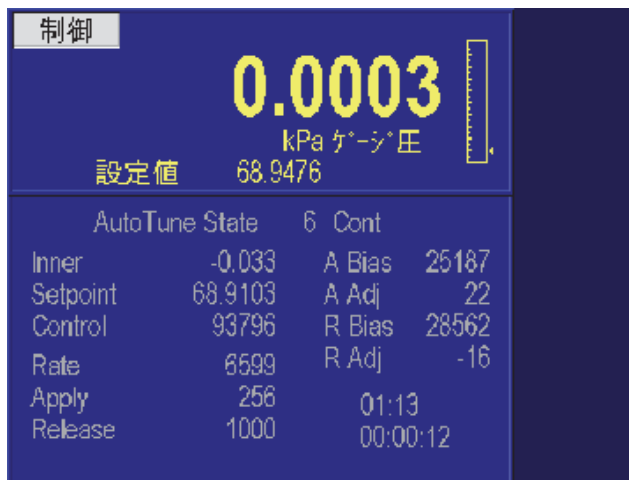 制御
0.0003
kPa ゲージ圧
設定値 68.9476
AutoTune State 6 Cont
Inner -0.033 A Bias 25187
Setpoint 68.9103 A Adj 22
Control 93796 R Bias 28562
Rate 6599 R Adj -16
Apply 256 01:13
Release 1000 00:00:12